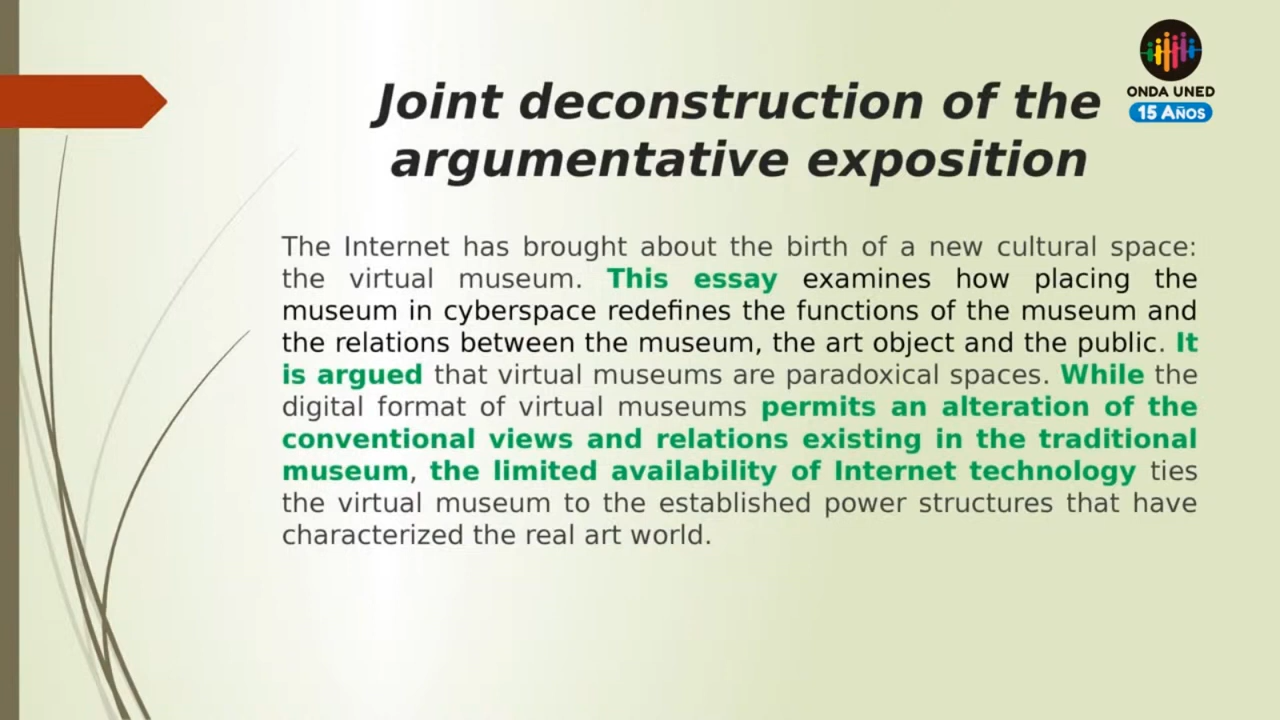 ONDA UNED
15 AÑOS
Joint deconstruction of the
argumentative exposition
The Internet has brought about the birth of a new cultural space:
the virtual museum. This essay examines how placing the
museum in cyberspace redefines the functions of the museum and
the relations between the museum, the art object and the public. It
is argued that virtual museums are paradoxical spaces. While the
digital format of virtual museums permits an alteration of the
conventional views and relations existing in the traditional
museum, the limited availability of Internet technology ties
the virtual museum to the established power structures that have
characterized the real art world.